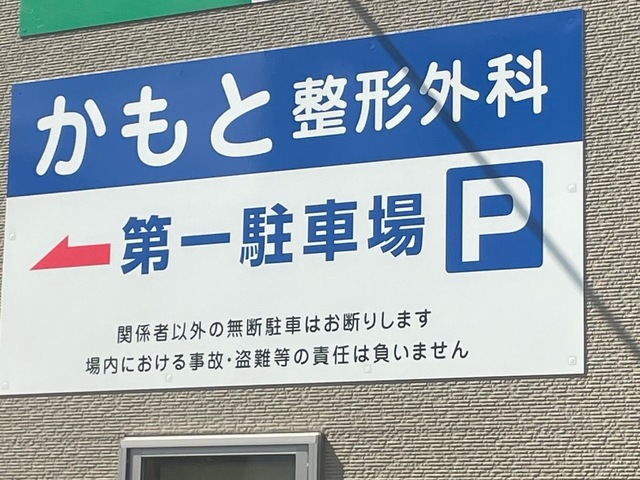 かもと整形外科
第一駐車場 P
関係者以外の無断駐車はお断りします
場内における事故・盗難等の責任は負いません